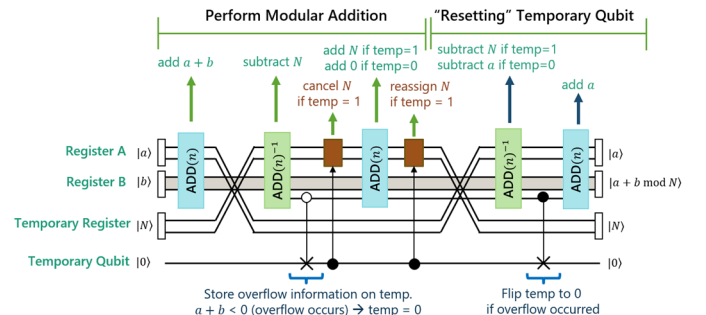 Perform Modular Addition
“Resetting” Temporary Qubit
add a + b
subtract N
add N if temp=1
add 0 if temp=0
subtract N if temp=1
subtract a if temp=0
cancel N
if temp = 1
reassign N
if temp = 1
add a
Register A |a⟩
ADD(n)
ADD(n)⁻¹
ADD(n)
ADD(n)⁻¹
ADD(n)
|a⟩
Register B |b⟩
|a + b mod N⟩
Temporary Register |N⟩
|N⟩
Temporary Qubit |0⟩
|0⟩
Store overflow information on temp.
a + b < 0 (overflow occurs) → temp = 0
Flip temp to 0
if overflow occurred